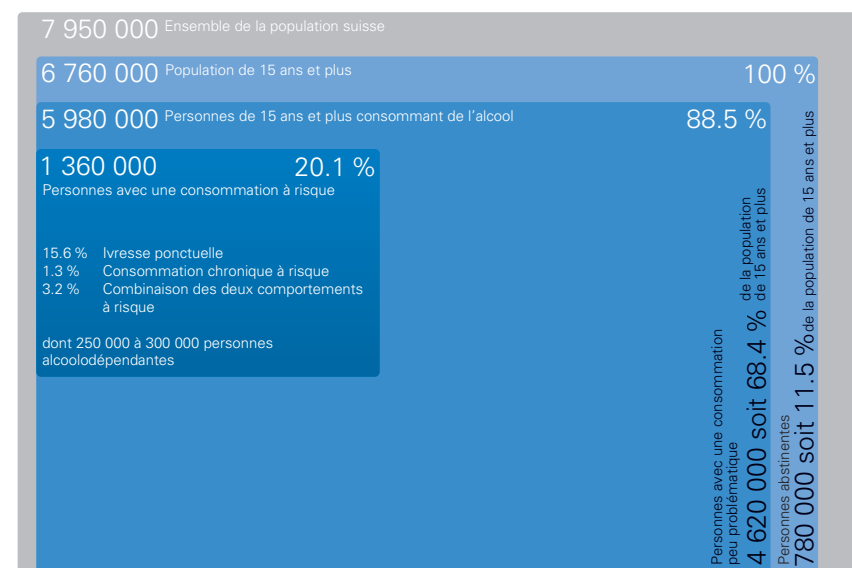 7 950 000 Ensemble de la population suisse
6 760 000 Population de 15 ans et plus 100 %
5 980 000 Personnes de 15 ans et plus consommant de l'alcool 88.5 %
1 360 000 20.1 %
Personnes avec une consommation à risque
15.6 % Ivresse ponctuelle
1.3 % Consommation chronique à risque
3.2 % Combinaison des deux comportements
à risque
dont 250 000 à 300 000 personnes
alcoolodépendantes
Personnes avec une consommation
peu problématique
4 620 000 soit 68.4 % de la population
de 15 ans et plus
Personnes abstinentes
780 000 soit 11.5 % de la population de 15 ans et plus